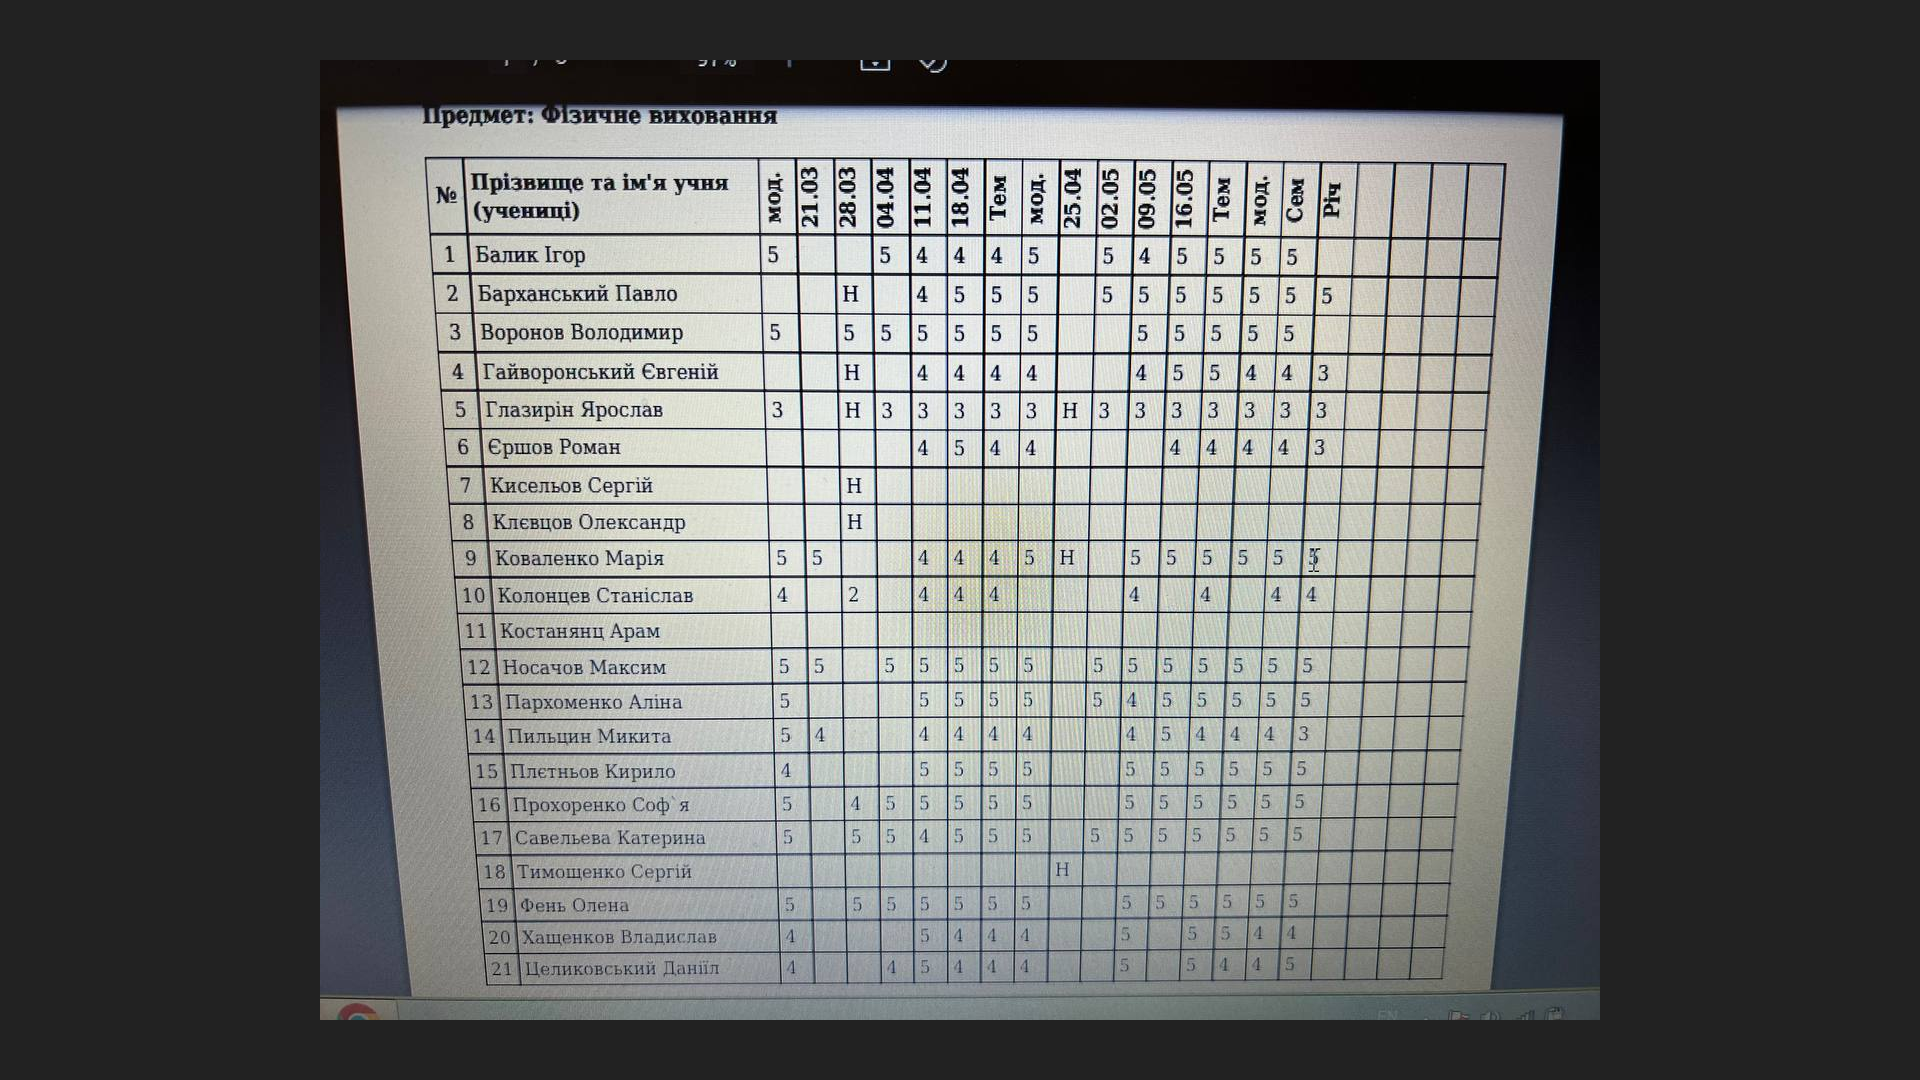 97%
Предмет: Фізичне виховання
№ Прізвище та ім'я учня (учениці) мод. 21.03 28.03 04.04 11.04 18.04 Тем мод. 25.04 02.05 09.05 16.05 Тем мод. Сем Річ
1 Балик Ігор 5 5 4 4 4 5 5 4 5 5 5 5
2 Барханський Павло Н 4 5 5 5 5 5 5 5 5 5 5
3 Воронов Володимир 5 5 5 5 5 5 5 5 5 5 5 5
4 Гайворонський Євгеній Н 4 4 4 4 4 5 5 4 4 3
5 Глазирін Ярослав 3 Н 3 3 3 3 3 Н 3 3 3 3 3 3 3
6 Єршов Роман 4 5 4 4 4 4 4 4 3
7 Кисельов Сергій Н
8 Клєвцов Олександр Н
9 Коваленко Марія 5 5 4 4 4 5 Н 5 5 5 5 5 5
10 Колонцев Станіслав 4 2 4 4 4 4 4 4 4
11 Костанянц Арам
12 Носачов Максим 5 5 5 5 5 5 5 5 5 5 5 5 5 5
13 Пархоменко Аліна 5 5 5 5 5 5 4 5 5 5 5 5
14 Пильцин Микита 5 4 4 4 4 4 4 5 4 4 4 3
15 Плєтньов Кирило 4 5 5 5 5 5 5 5 5 5 5
16 Прохоренко Соф`я 5 4 5 5 5 5 5 5 5 5 5 5 5
17 Савельева Катерина 5 5 5 4 5 5 5 5 5 5 5 5 5 5
18 Тимощенко Сергій Н
19 Фень Олена 5 5 5 5 5 5 5 5 5 5 5 5 5
20 Хащенков Владислав 4 5 4 4 4 5 5 5 4 4
21 Целиковський Даніїл 4 4 5 4 4 4 5 5 4 4 5
EN